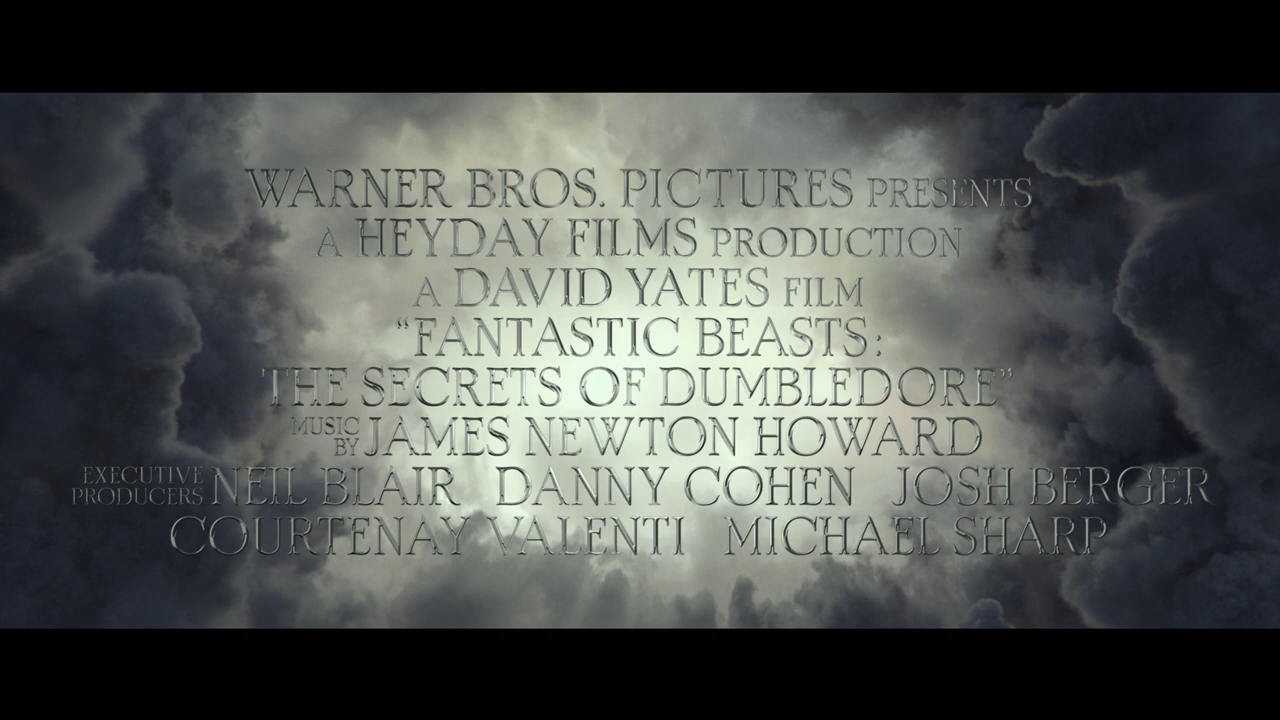 WARNER BROS. PICTURES PRESENTS
A HEYDAY FILMS PRODUCTION
A DAVID YATES FILM
“FANTASTIC BEASTS:
THE SECRETS OF DUMBLEDORE”
MUSIC BY JAMES NEWTON HOWARD
EXECUTIVE PRODUCERS NEIL BLAIR DANNY COHEN JOSH BERGER
COURTENAY VALENTI MICHAEL SHARP